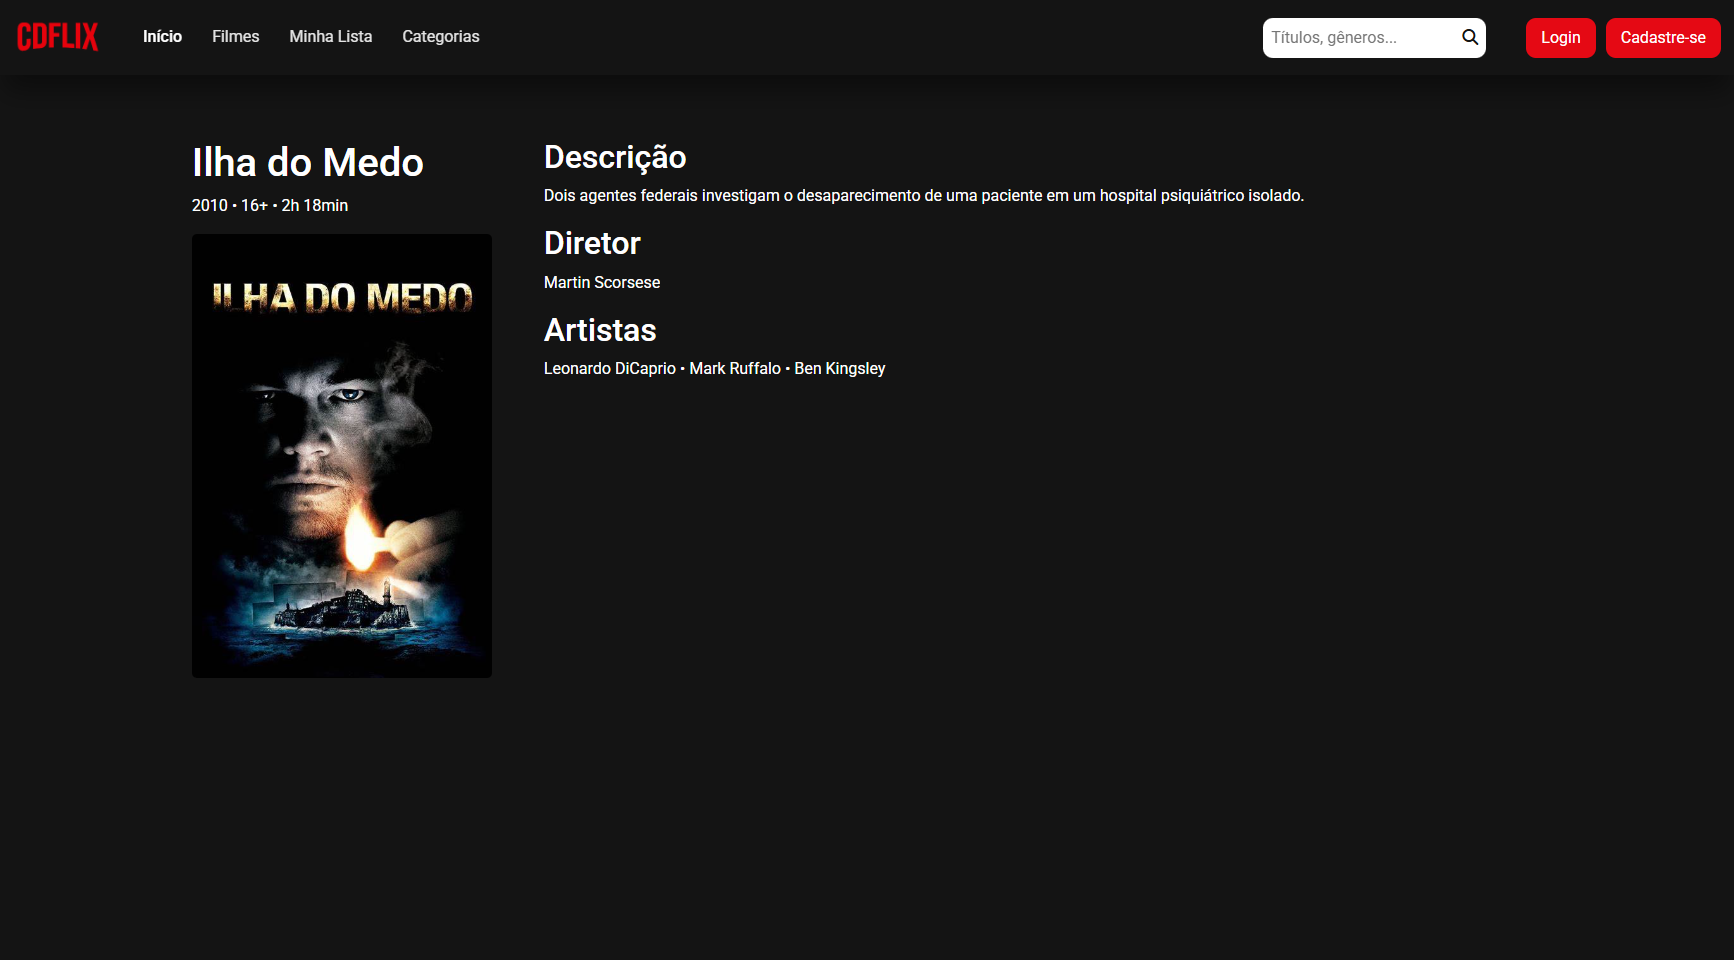 CDFLIX
Início
Filmes
Minha Lista
Categorias
Títulos, gêneros...
Login
Cadastre-se
Ilha do Medo
2010 • 16+ • 2h 18min
ILHA DO MEDO
Descrição
Dois agentes federais investigam o desaparecimento de uma paciente em um hospital psiquiátrico isolado.
Diretor
Martin Scorsese
Artistas
Leonardo DiCaprio • Mark Ruffalo • Ben Kingsley